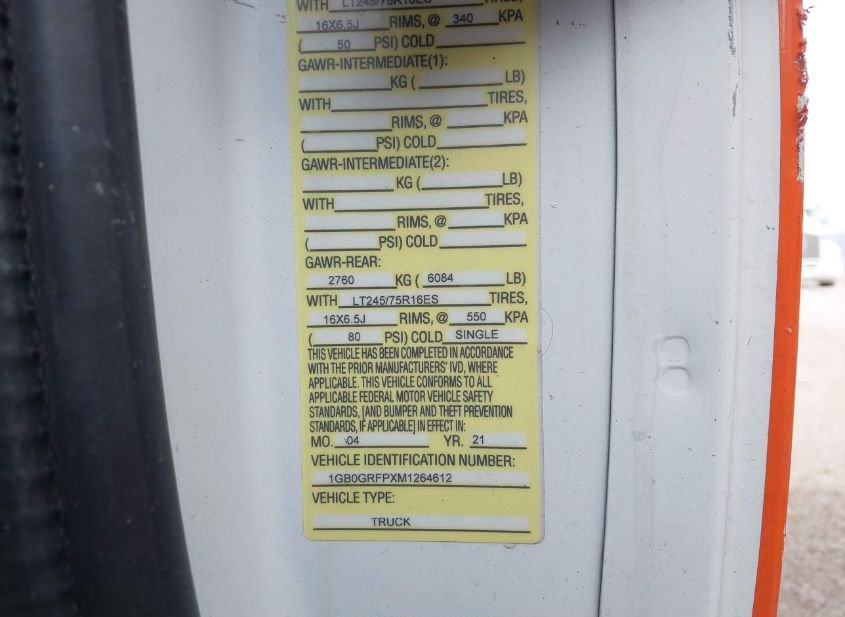 WITH LT245/75R16ES TIRES,
16X6.5J RIMS, @ 340 KPA
( 50 PSI) COLD
GAWR-INTERMEDIATE(1):
KG ( LB)
WITH TIRES,
RIMS, @ KPA
( PSI) COLD
GAWR-INTERMEDIATE(2):
KG ( LB)
WITH TIRES,
RIMS, @ KPA
( PSI) COLD
GAWR-REAR:
2760 KG ( 6084 LB)
WITH LT245/75R16ES TIRES,
16X6.5J RIMS, @ 550 KPA
( 80 PSI) COLD SINGLE
THIS VEHICLE HAS BEEN COMPLETED IN ACCORDANCE
WITH THE PRIOR MANUFACTURERS' IVD, WHERE
APPLICABLE. THIS VEHICLE CONFORMS TO ALL
APPLICABLE FEDERAL MOTOR VEHICLE SAFETY
STANDARDS, [AND BUMPER AND THEFT PREVENTION
STANDARDS, IF APPLICABLE] IN EFFECT IN:
MO. 04 YR. 21
VEHICLE IDENTIFICATION NUMBER:
1GB0GRFPXM1264612
VEHICLE TYPE:
TRUCK